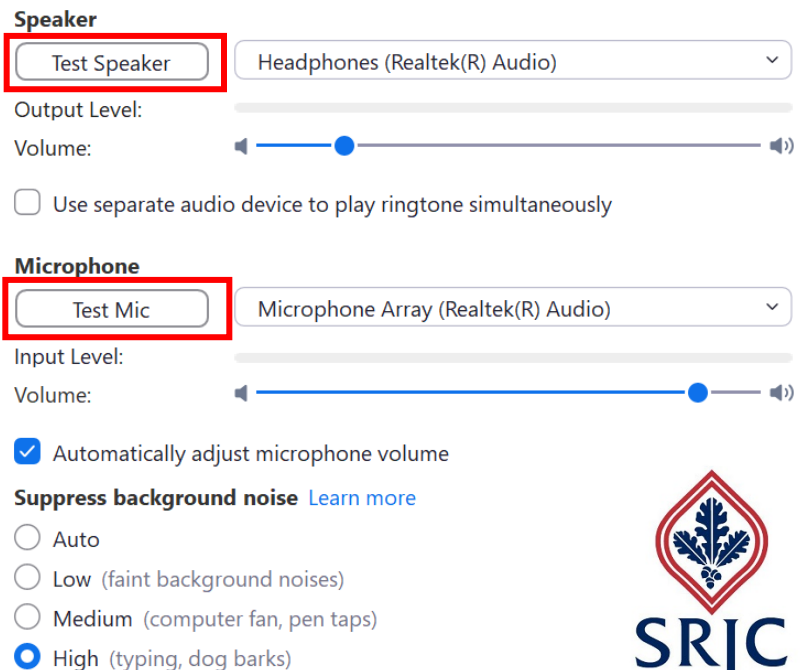 Speaker
Test Speaker Headphones (Realtek(R) Audio)
Output Level:
Volume:
Use separate audio device to play ringtone simultaneously
Microphone
Test Mic Microphone Array (Realtek(R) Audio)
Input Level:
Volume:
Automatically adjust microphone volume
Suppress background noise Learn more
Auto
Low (faint background noises)
Medium (computer fan, pen taps)
High (typing, dog barks)
SRJC